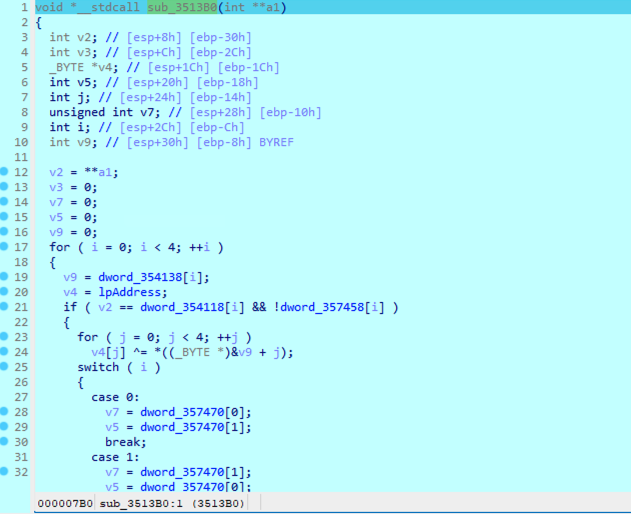 1 void *__stdcall sub_3513B0(int **a1)
2 {
3 int v2; // [esp+8h] [ebp-30h]
4 int v3; // [esp+Ch] [ebp-2Ch]
5 _BYTE *v4; // [esp+1Ch] [ebp-1Ch]
6 int v5; // [esp+20h] [ebp-18h]
7 int j; // [esp+24h] [ebp-14h]
8 unsigned int v7; // [esp+28h] [ebp-10h]
9 int i; // [esp+2Ch] [ebp-Ch]
10 int v9; // [esp+30h] [ebp-8h] BYREF
11
12 v2 = **a1;
13 v3 = 0;
14 v7 = 0;
15 v5 = 0;
16 v9 = 0;
17 for ( i = 0; i < 4; ++i )
18 {
19 v9 = dword_354138[i];
20 v4 = lpAddress;
21 if ( v2 == dword_354118[i] && !dword_357458[i] )
22 {
23 for ( j = 0; j < 4; ++j )
24 v4[j] ^= *((_BYTE *)&v9 + j);
25 switch ( i )
26 {
27 case 0:
28 v7 = dword_357470[0];
29 v5 = dword_357470[1];
30 break;
31 case 1:
32 v7 = dword_357470[1];
v5 = dword_357470[0];
000007B0 sub_3513B0:1 (3513B0)